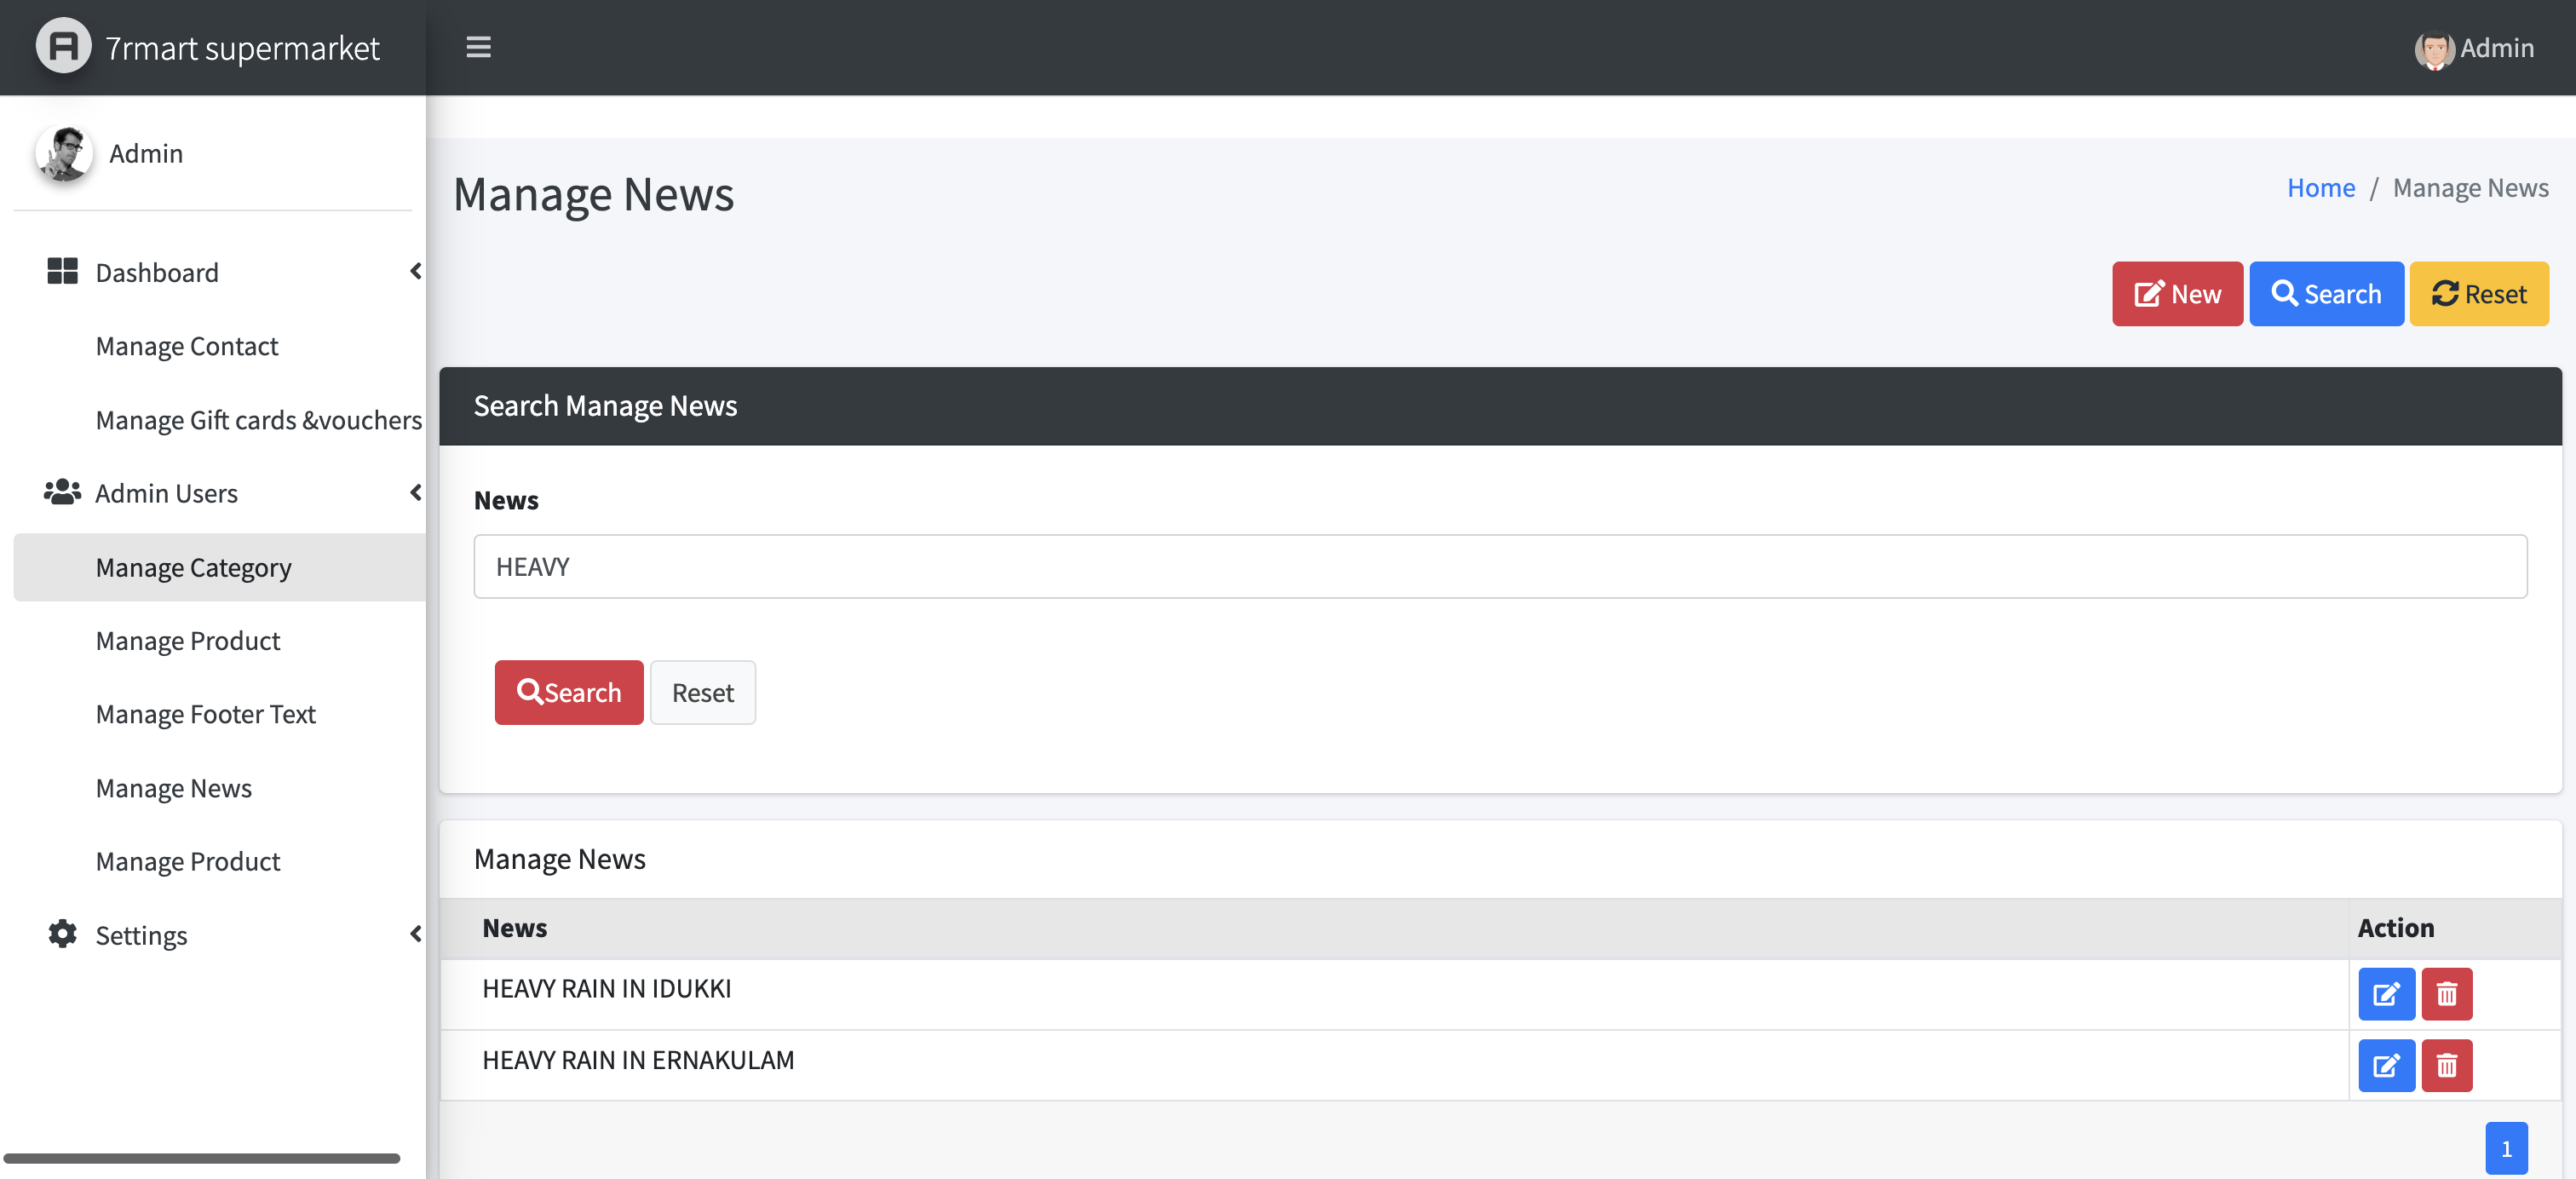 7rmart supermarket
Admin
Admin
Dashboard
Manage Contact
Manage Gift cards &vouchers
Admin Users
Manage Category
Manage Product
Manage Footer Text
Manage News
Manage Product
Settings
Manage News
Home / Manage News
New Search Reset
Search Manage News
News
HEAVY
Search Reset
Manage News
News Action
HEAVY RAIN IN IDUKKI
HEAVY RAIN IN ERNAKULAM
1